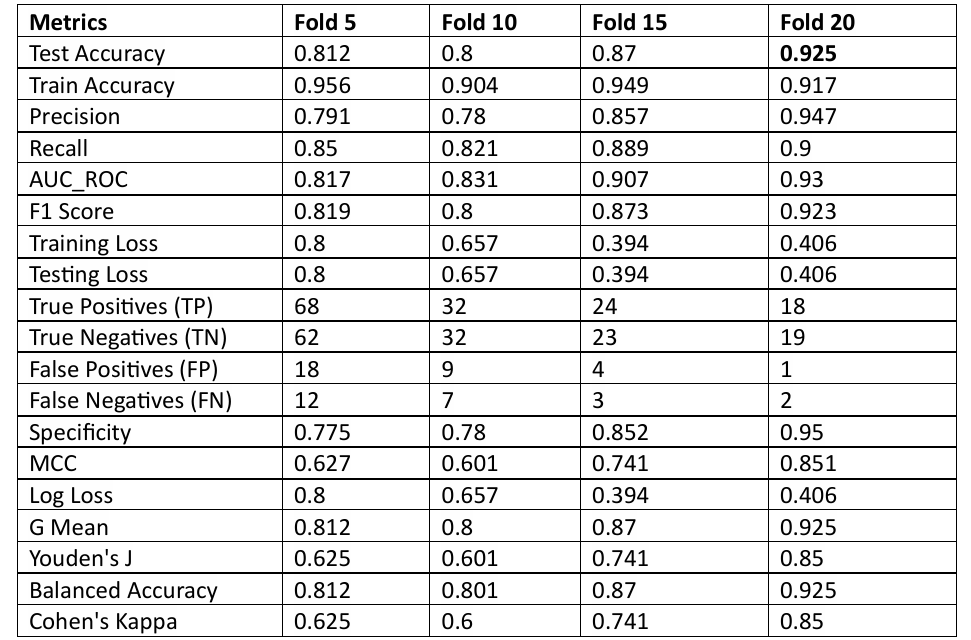 Metrics Fold 5 Fold 10 Fold 15 Fold 20
Test Accuracy 0.812 0.8 0.87 0.925
Train Accuracy 0.956 0.904 0.949 0.917
Precision 0.791 0.78 0.857 0.947
Recall 0.85 0.821 0.889 0.9
AUC_ROC 0.817 0.831 0.907 0.93
F1 Score 0.819 0.8 0.873 0.923
Training Loss 0.8 0.657 0.394 0.406
Testing Loss 0.8 0.657 0.394 0.406
True Positives (TP) 68 32 24 18
True Negatives (TN) 62 32 23 19
False Positives (FP) 18 9 4 1
False Negatives (FN) 12 7 3 2
Specificity 0.775 0.78 0.852 0.95
MCC 0.627 0.601 0.741 0.851
Log Loss 0.8 0.657 0.394 0.406
G Mean 0.812 0.8 0.87 0.925
Youden's J 0.625 0.601 0.741 0.85
Balanced Accuracy 0.812 0.801 0.87 0.925
Cohen's Kappa 0.625 0.6 0.741 0.85